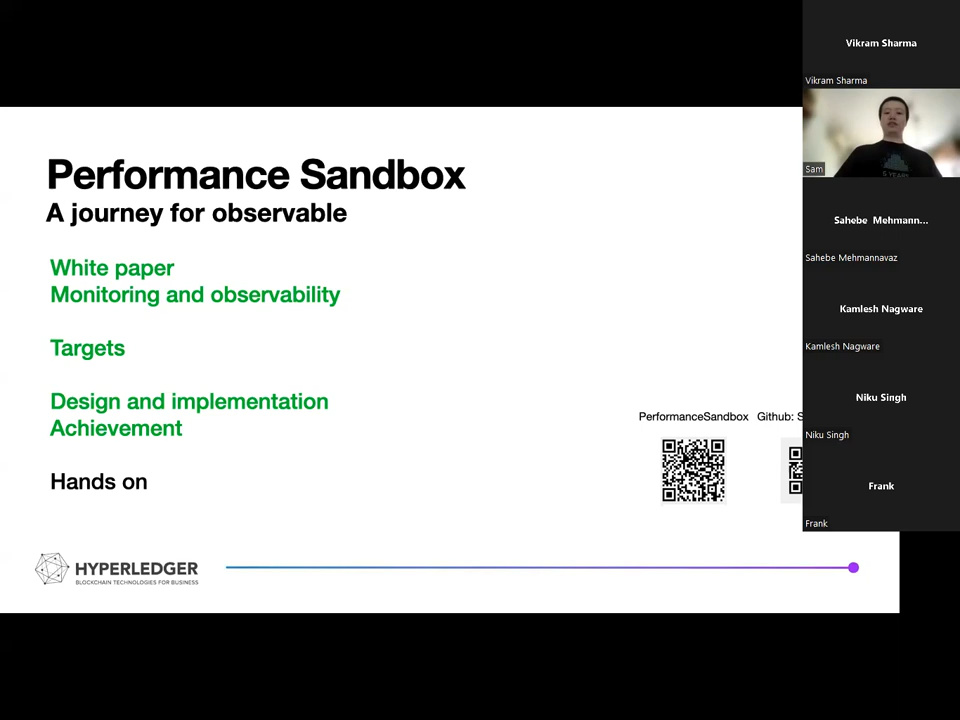 Performance Sandbox
A journey for observable
White paper
Monitoring and observability
Targets
Design and implementation
Achievement
Hands on
PerformanceSandbox Github: S
HYPERLEDGER
BLOCKCHAIN TECHNOLOGIES FOR BUSINESS
Vikram Sharma
Vikram Sharma
5 YEARS
Sam
Sahebe Mehmann...
Sahebe Mehmannavaz
Kamlesh Nagware
Kamlesh Nagware
Niku Singh
Niku Singh
Frank
Frank